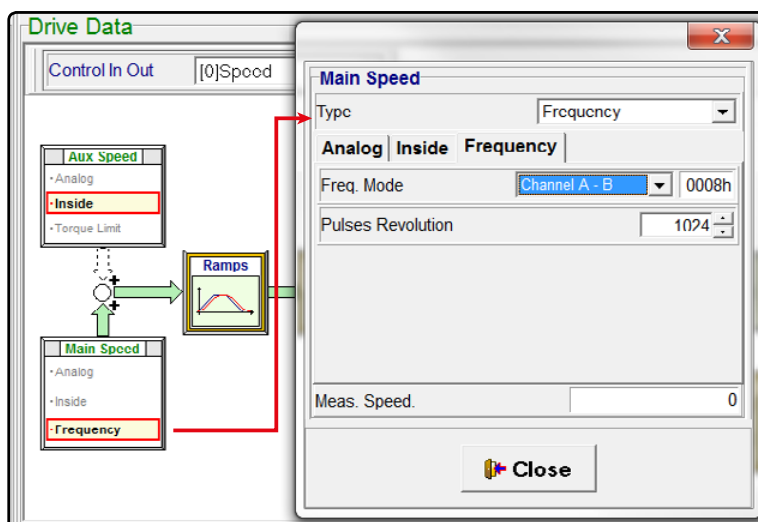 Drive Data
Control In Out [0]Speed
Aux Speed
Analog
Inside
Torque Limit
+
+
Ramps
Main Speed
Analog
Inside
Frequency
X
Main Speed
Type Frequency
Analog Inside Frequency
Freq. Mode Channel A - B 0008h
Pulses Revolution 1024
Meas. Speed. 0
Close